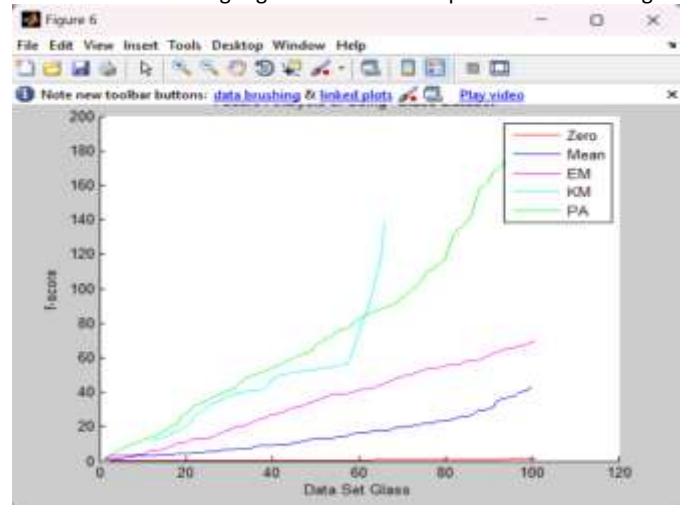 Figure 6
File Edit View Insert Tools Desktop Window Help
Note new toolbar buttons: data brushing & linked plots Play video
200
180
160
140
120
100
80
60
40
20
0
f-score
0 20 40 60 80 100 120
Data Set Glass
Zero
Mean
EM
KM
PA